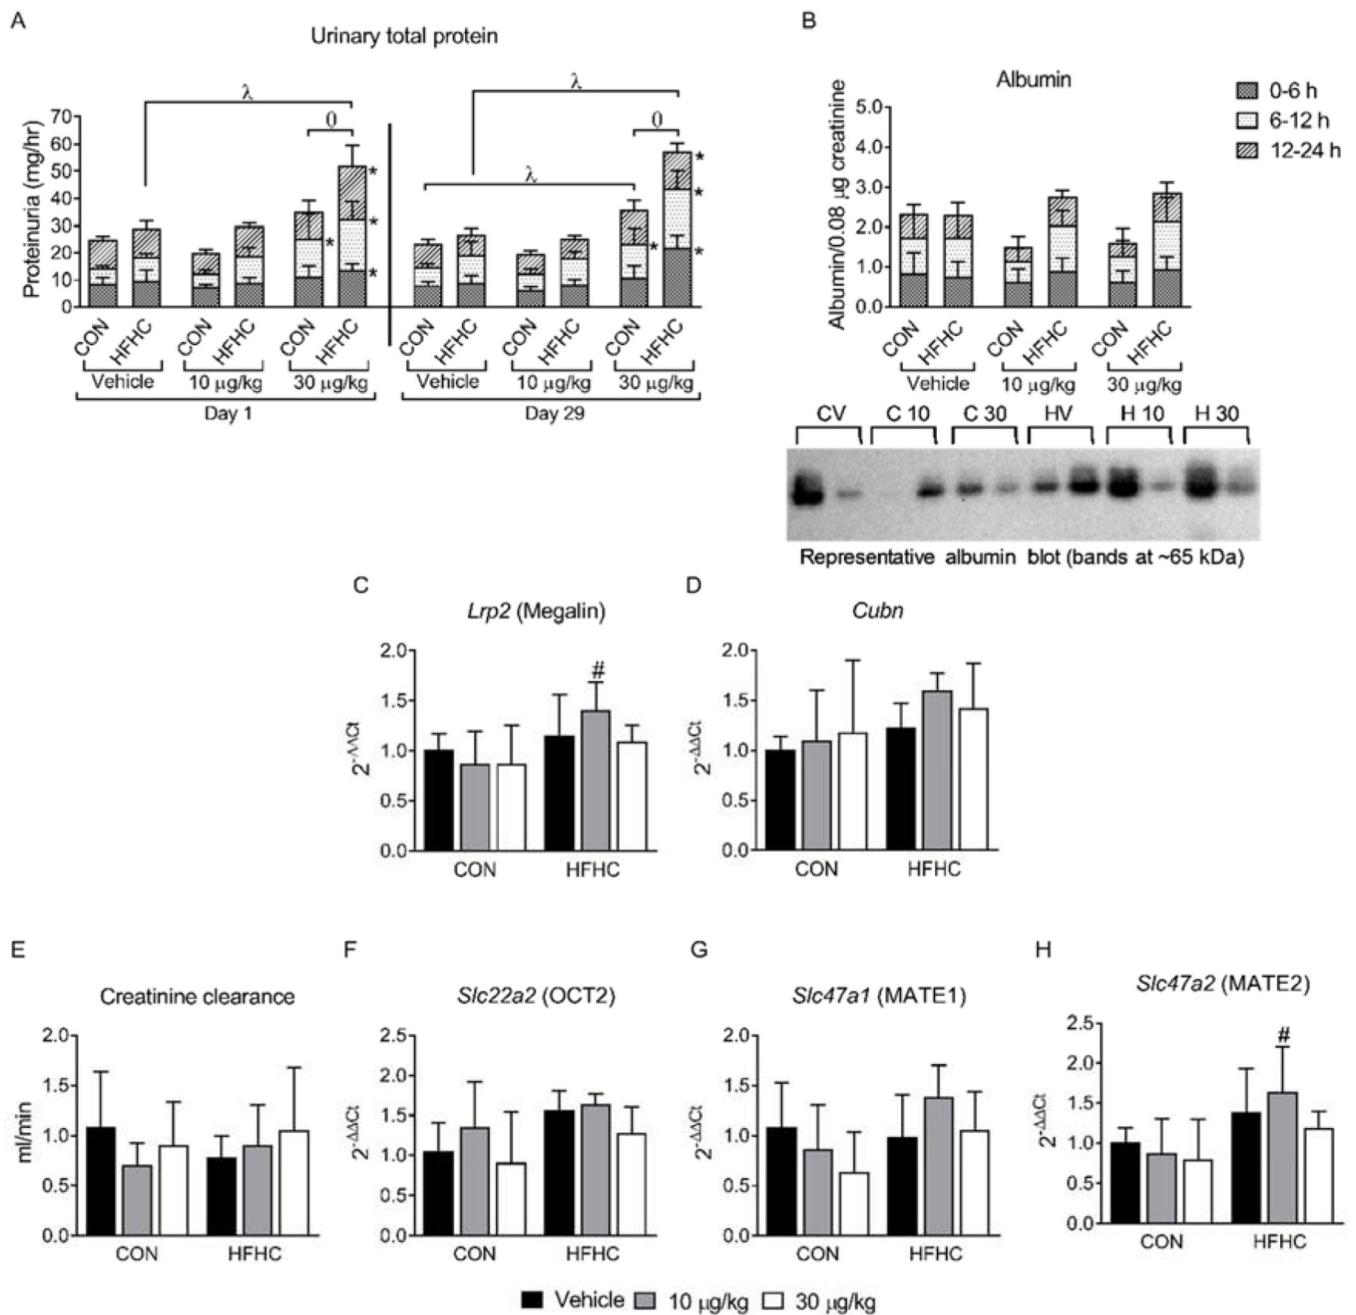 A
Urinary total protein
Proteinuria (mg/hr)
70
60
50
40
30
20
10
0
λ
λ
θ
θ
λ
*
*
*
*
*
*
*
*
CON
HFHC
CON
HFHC
CON
HFHC
CON
HFHC
CON
HFHC
CON
HFHC
Vehicle
10 µg/kg
30 µg/kg
Vehicle
10 µg/kg
30 µg/kg
Day 1
Day 29
B
Albumin
Albumin/0.08 µg creatinine
5.0
4.0
3.0
2.0
1.0
0.0
0-6 h
6-12 h
12-24 h
CON
HFHC
CON
HFHC
CON
HFHC
Vehicle
10 µg/kg
30 µg/kg
CV
C 10
C 30
HV
H 10
H 30
Representative albumin blot (bands at ~65 kDa)
C
Lrp2 (Megalin)
2-ΔΔCt
2.0
1.5
1.0
0.5
0.0
#
CON
HFHC
D
Cubn
2-ΔΔCt
2.0
1.5
1.0
0.5
0.0
CON
HFHC
E
Creatinine clearance
ml/min
2.0
1.5
1.0
0.5
0.0
CON
HFHC
F
Slc22a2 (OCT2)
2-ΔΔCt
2.5
2.0
1.5
1.0
0.5
0.0
CON
HFHC
G
Slc47a1 (MATE1)
2-ΔΔCt
2.0
1.5
1.0
0.5
0.0
CON
HFHC
H
Slc47a2 (MATE2)
2-ΔΔCt
2.5
2.0
1.5
1.0
0.5
0.0
#
CON
HFHC
Vehicle
10 µg/kg
30 µg/kg